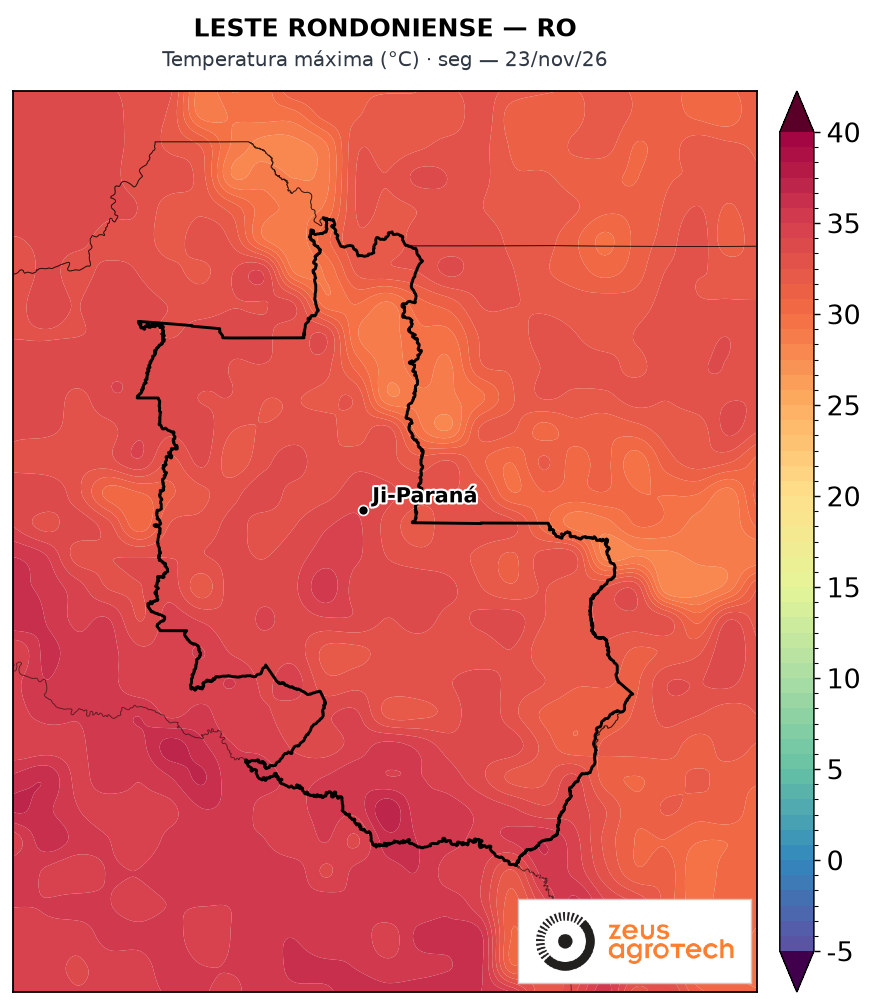 LESTE RONDONIENSE — RO
Temperatura máxima (°C) · seg — 23/nov/26
Ji-Paraná
40
35
30
25
20
15
10
5
0
-5
zeus
agrotech